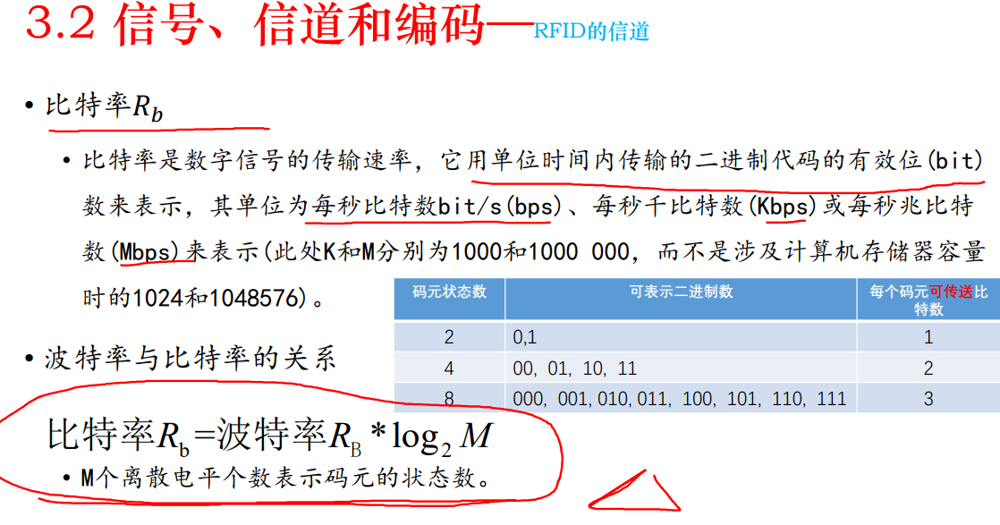 3.2 信号、信道和编码—RFID的信道
• 比特率R_b
• 比特率是数字信号的传输速率，它用单位时间内传输的二进制代码的有效位(bit)
数来表示，其单位为每秒比特数bit/s(bps)、每秒千比特数(Kbps)或每秒兆比特
数(Mbps)来表示(此处K和M分别为1000和1000 000，而不是涉及计算机存储器容量
时的1024和1048576)。
码元状态数 可表示二进制数 每个码元可传送比
特数
2 0,1 1
4 00, 01, 10, 11 2
8 000, 001,010,011, 100, 101, 110, 111 3
• 波特率与比特率的关系
比特率R_b=波特率R_B*log_2 M
• M个离散电平个数表示码元的状态数。